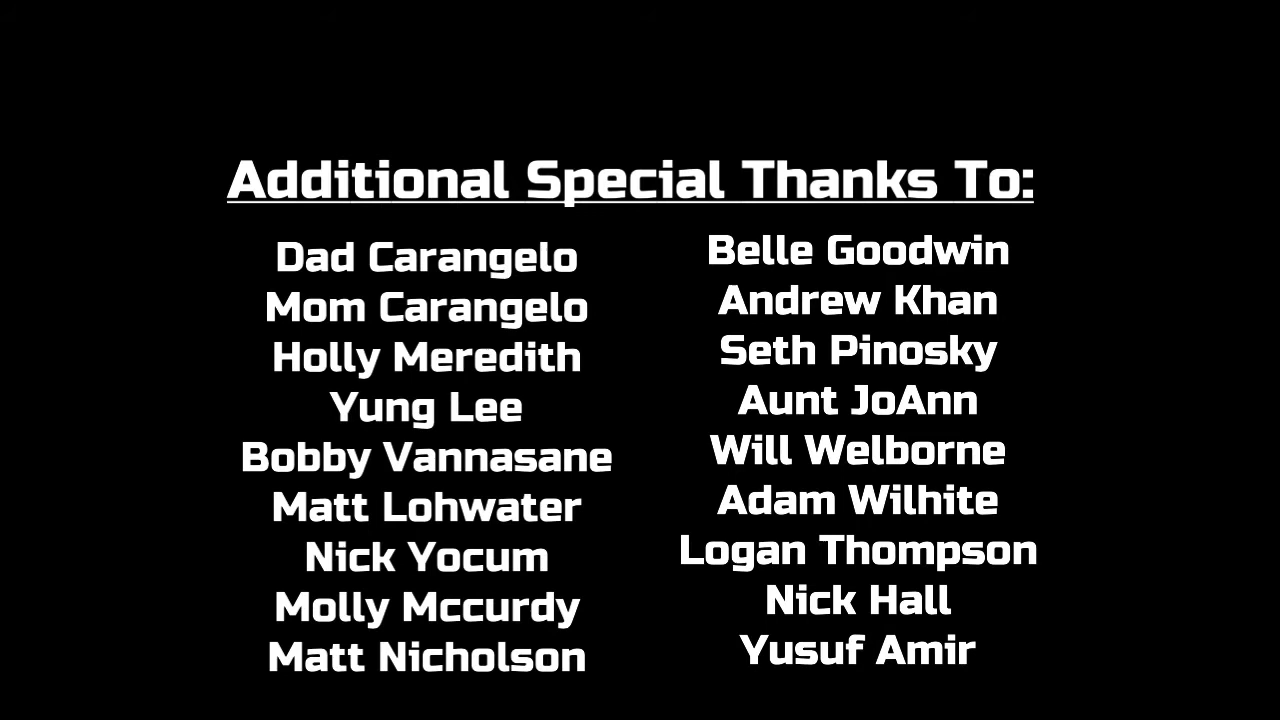 Additional Special Thanks To:
Dad Carangelo
Mom Carangelo
Holly Meredith
Yung Lee
Bobby Vannasane
Matt Lohwater
Nick Yocum
Molly Mccurdy
Matt Nicholson
Belle Goodwin
Andrew Khan
Seth Pinosky
Aunt JoAnn
Will Welborne
Adam Wilhite
Logan Thompson
Nick Hall
Yusuf Amir